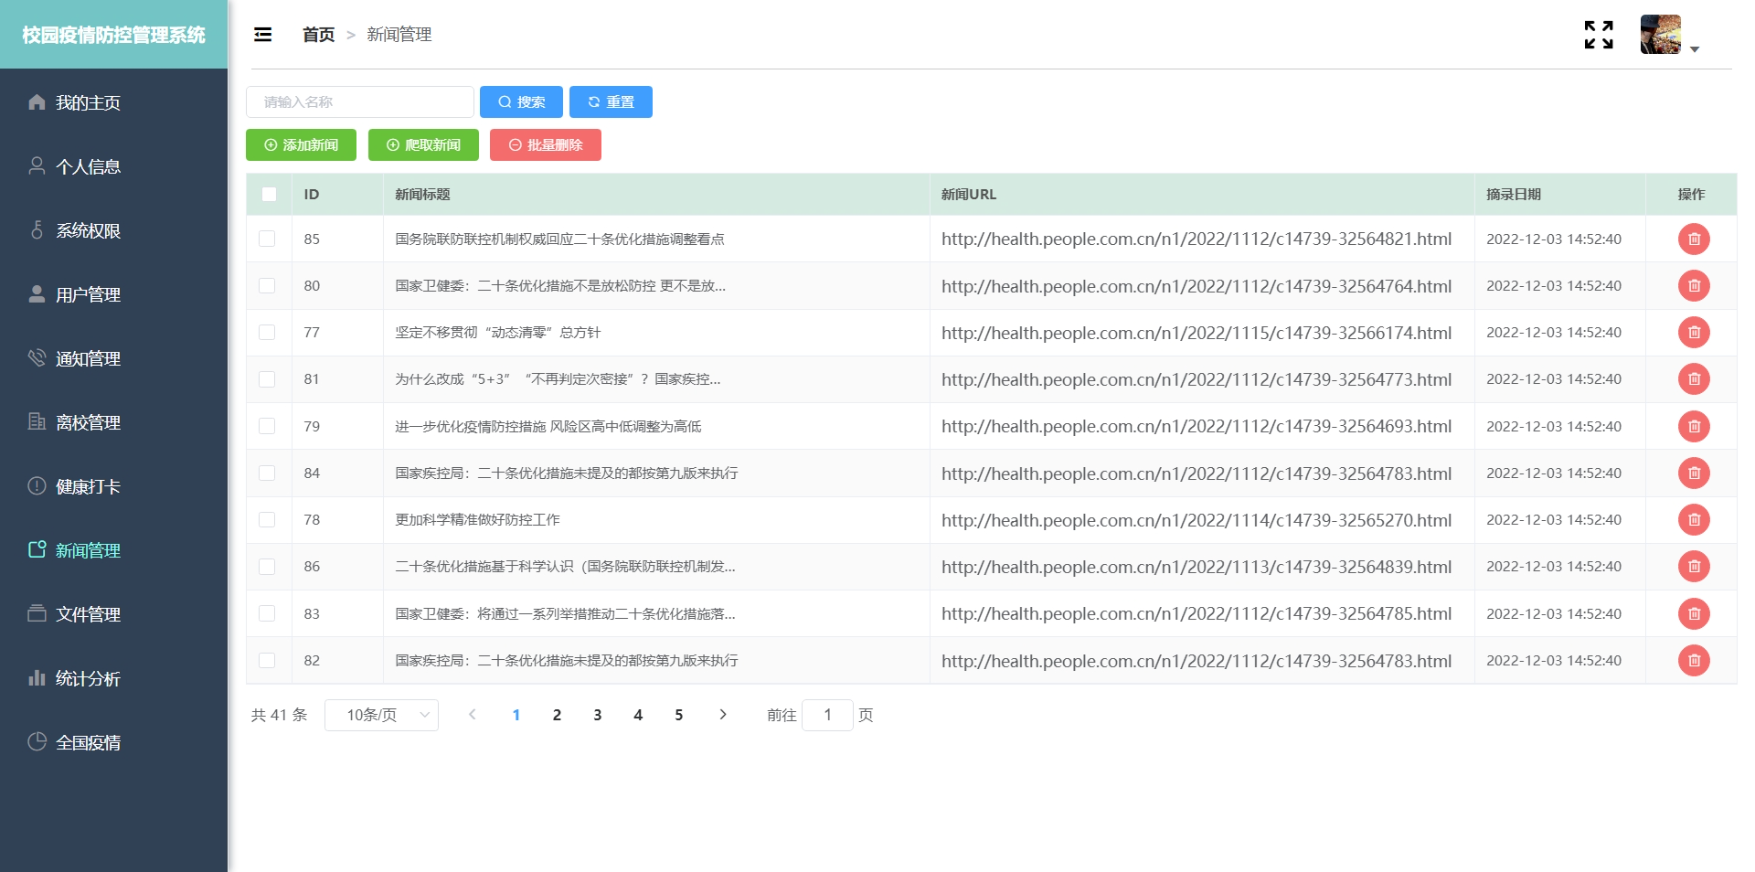 校园疫情防控管理系统
首页 > 新闻管理
我的主页
个人信息
系统权限
用户管理
通知管理
离校管理
健康打卡
新闻管理
文件管理
统计分析
全国疫情
请输入名称 搜索 重置
添加新闻 爬取新闻 批量删除
ID 新闻标题 新闻URL 摘录日期 操作
85 国务院联防联控机制权威回应二十条优化措施调整看点 http://health.people.com.cn/n1/2022/1112/c14739-32564821.html 2022-12-03 14:52:40
80 国家卫健委：二十条优化措施不是放松防控 更不是放... http://health.people.com.cn/n1/2022/1112/c14739-32564764.html 2022-12-03 14:52:40
77 坚定不移贯彻“动态清零”总方针 http://health.people.com.cn/n1/2022/1115/c14739-32566174.html 2022-12-03 14:52:40
81 为什么改成“5+3” “不再判定次密接”？国家疾控... http://health.people.com.cn/n1/2022/1112/c14739-32564773.html 2022-12-03 14:52:40
79 进一步优化疫情防控措施 风险区高中低调整为高低 http://health.people.com.cn/n1/2022/1112/c14739-32564693.html 2022-12-03 14:52:40
84 国家疾控局：二十条优化措施未提及的都按第九版来执行 http://health.people.com.cn/n1/2022/1112/c14739-32564783.html 2022-12-03 14:52:40
78 更加科学精准做好防控工作 http://health.people.com.cn/n1/2022/1114/c14739-32565270.html 2022-12-03 14:52:40
86 二十条优化措施基于科学认识（国务院联防联控机制发... http://health.people.com.cn/n1/2022/1113/c14739-32564839.html 2022-12-03 14:52:40
83 国家卫健委：将通过一系列举措推动二十条优化措施落... http://health.people.com.cn/n1/2022/1112/c14739-32564785.html 2022-12-03 14:52:40
82 国家疾控局：二十条优化措施未提及的都按第九版来执行 http://health.people.com.cn/n1/2022/1112/c14739-32564783.html 2022-12-03 14:52:40
共 41 条 10条/页 < 1 2 3 4 5 > 前往 1 页